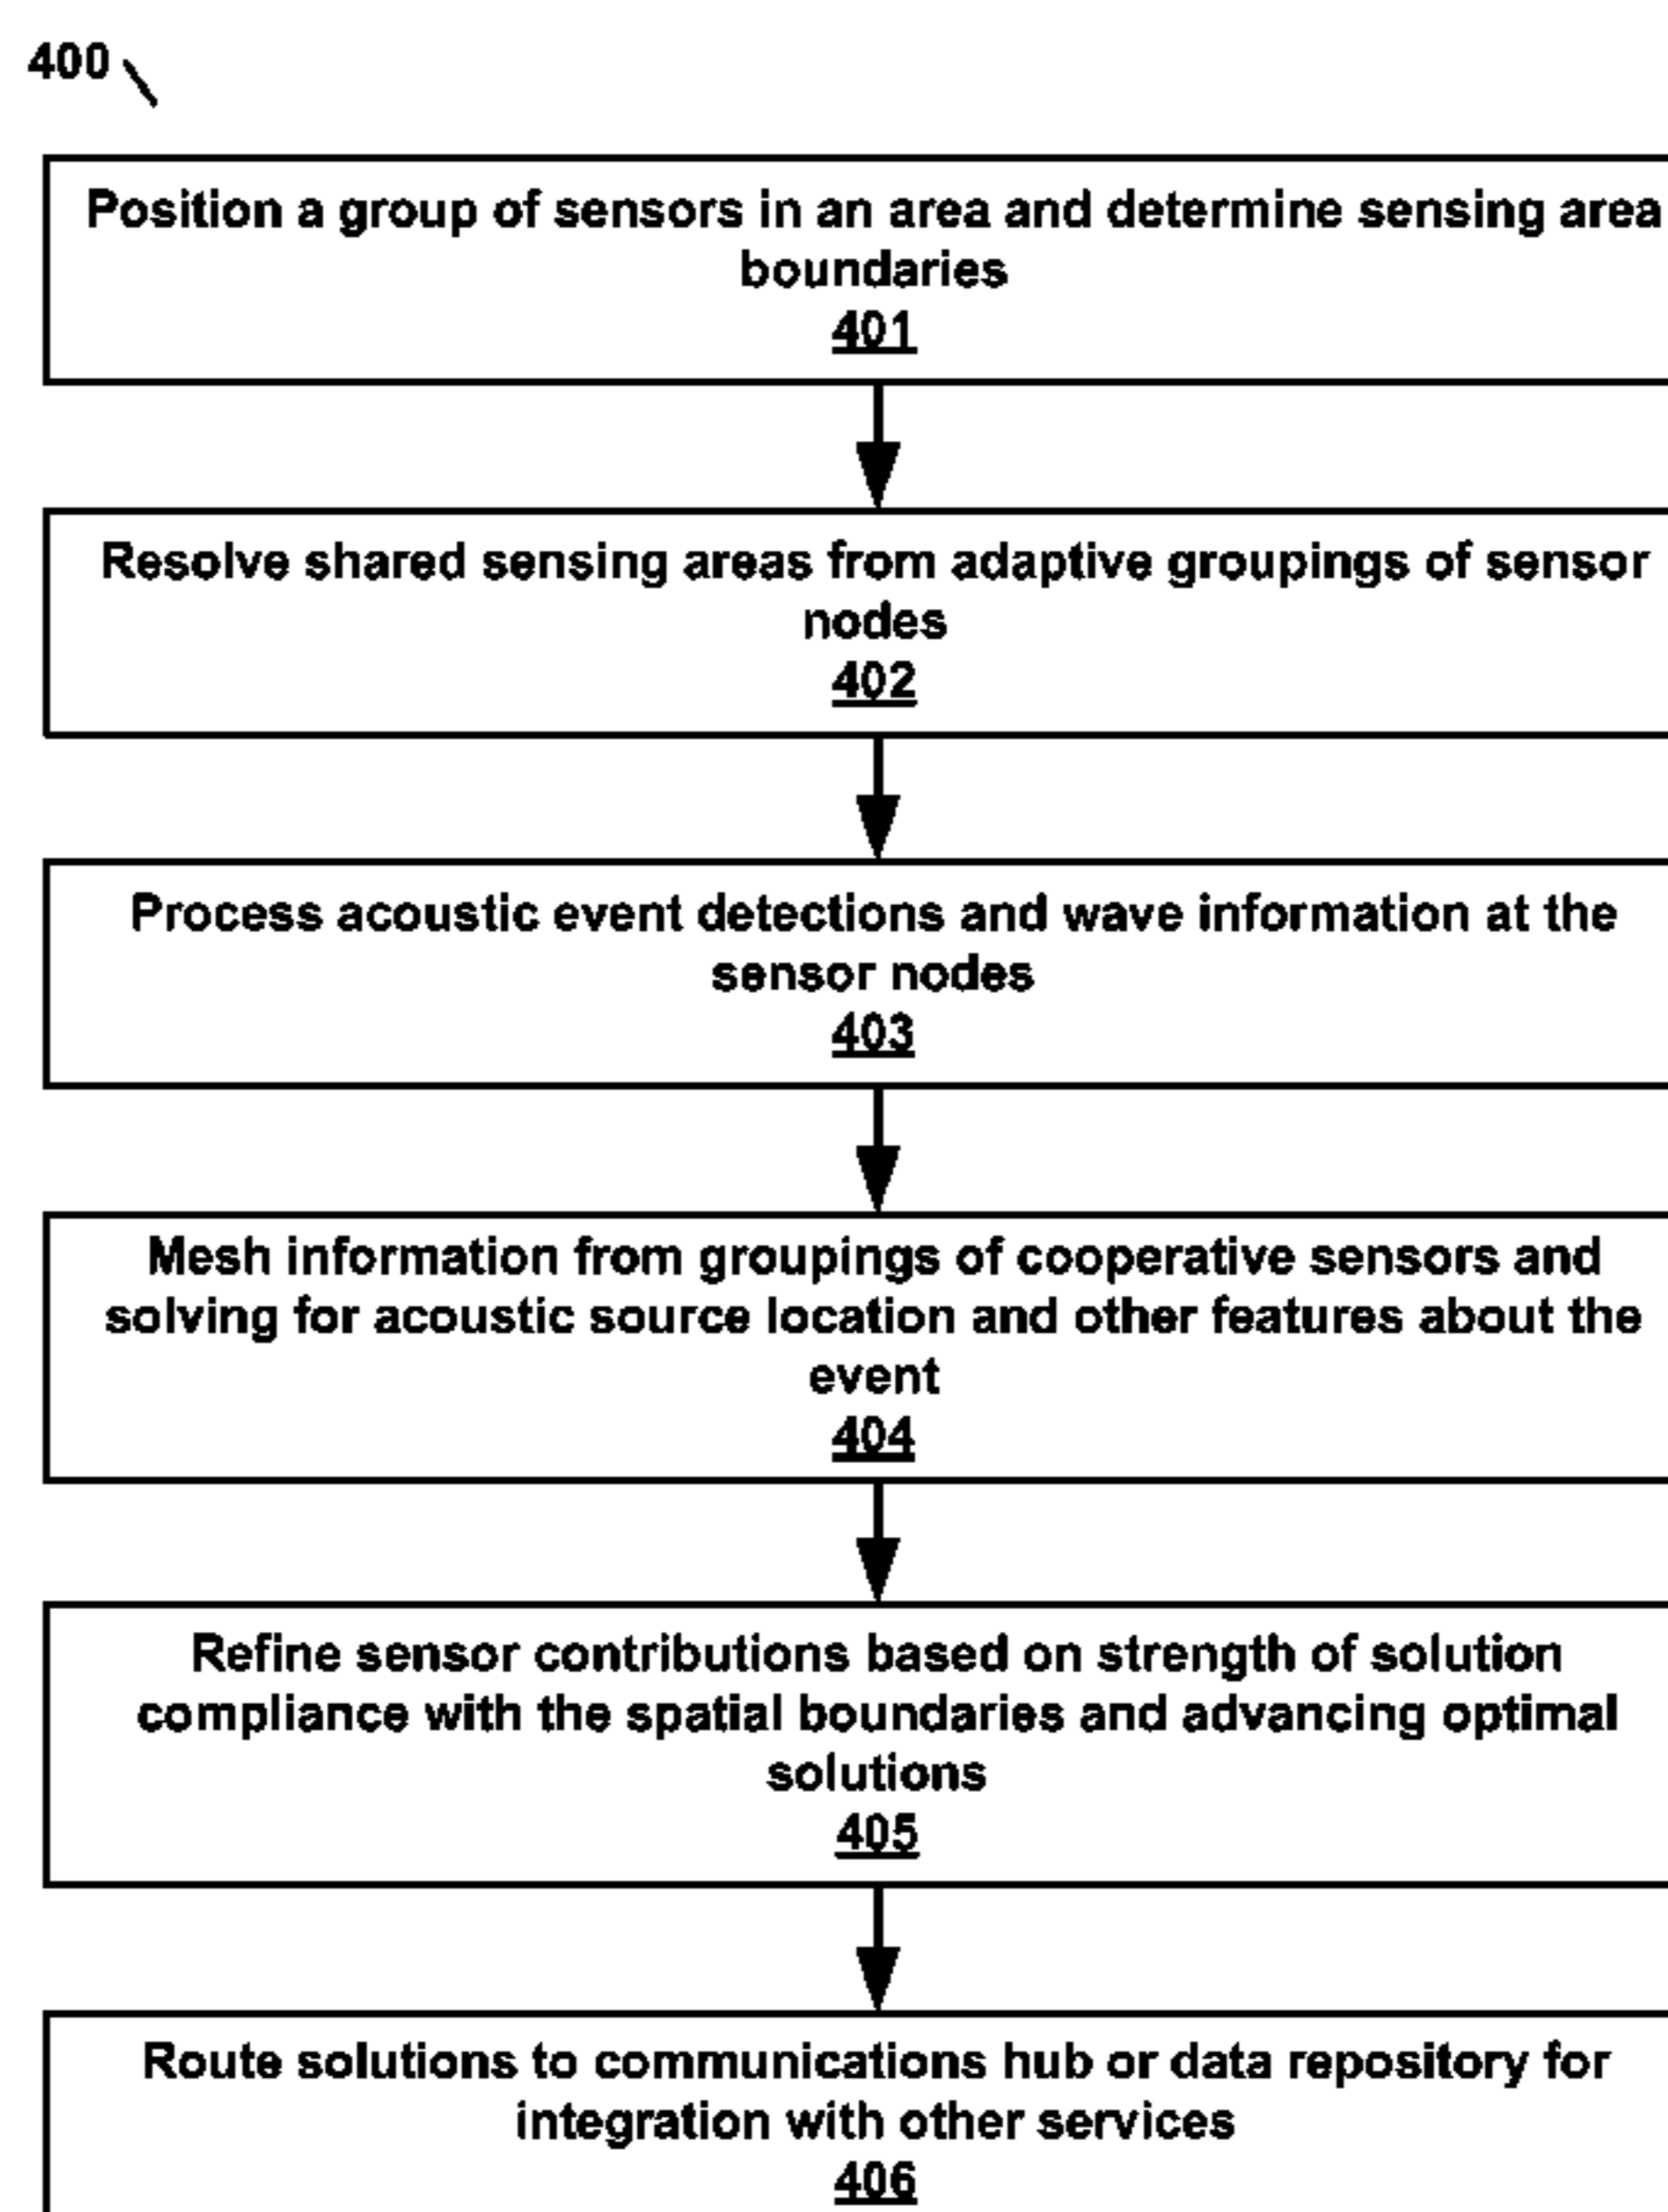 400
Position a group of sensors in an area and determine sensing area
boundaries
401
Resolve shared sensing areas from adaptive groupings of sensor
nodes
402
Process acoustic event detections and wave information at the
sensor nodes
403
Mesh information from groupings of cooperative sensors and
solving for acoustic source location and other features about the
event
404
Refine sensor contributions based on strength of solution
compliance with the spatial boundaries and advancing optimal
solutions
405
Route solutions to communications hub or data repository for
integration with other services
406